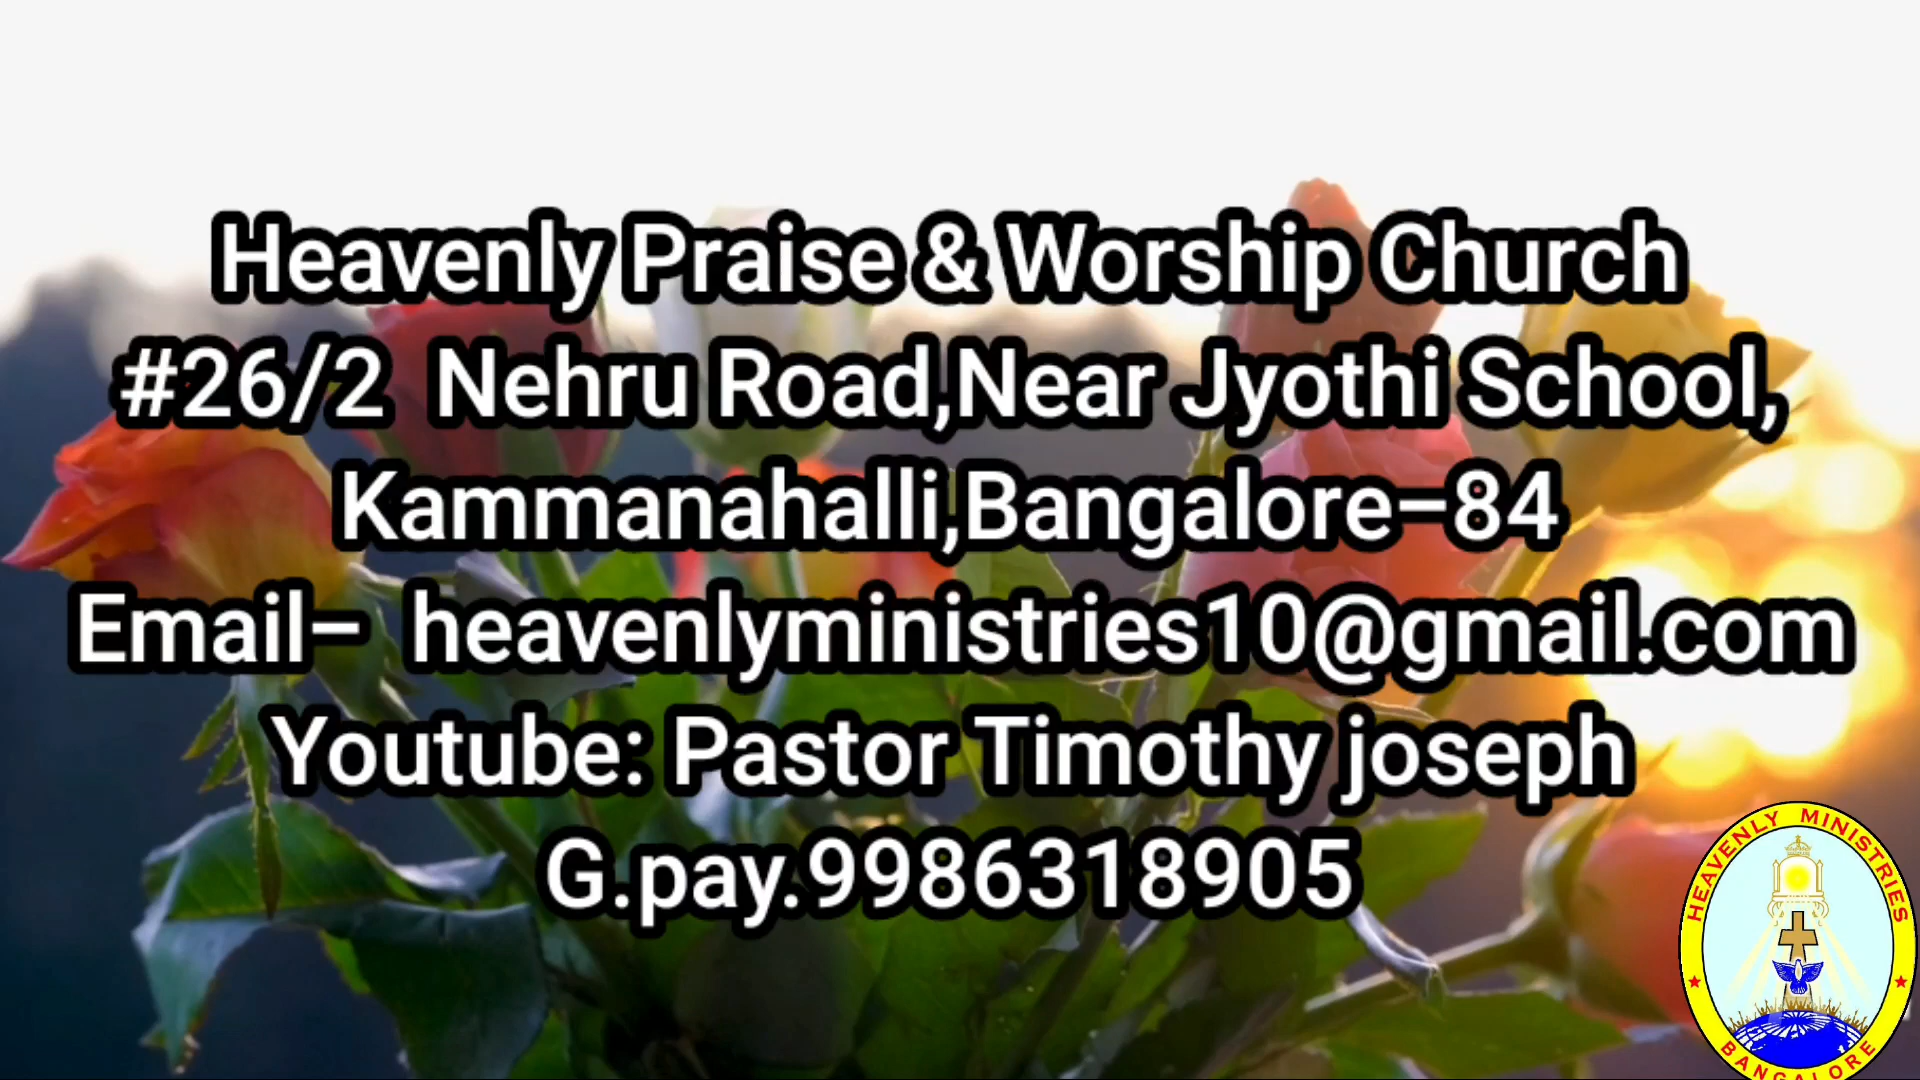 Heavenly Praise & Worship Church
#26/2 Nehru Road,Near Jyothi School,
Kammanahalli,Bangalore–84
Email– heavenlyministries10@gmail.com
Youtube: Pastor Timothy joseph
G.pay.9986318905
HEAVENLY MINISTRIES
BANGALORE